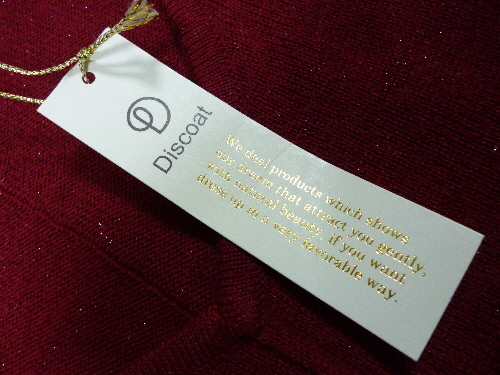 Discoat
We deal products which shows
our dream that attract you gently,
with natural beauty, if you want
dress up in a very favorable way.